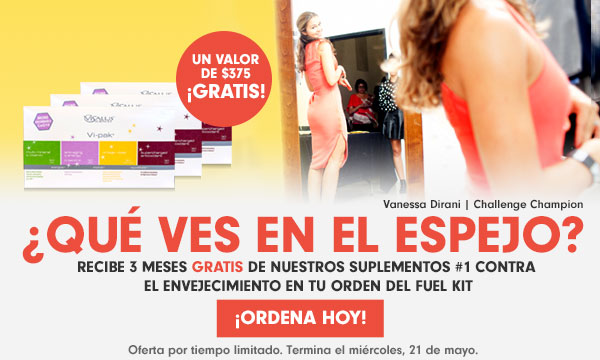 UN VALOR
DE $375
¡GRATIS!
Vi-pak
Vanessa Dirani | Challenge Champion
¿QUÉ VES EN EL ESPEJO?
RECIBE 3 MESES GRATIS DE NUESTROS SUPLEMENTOS #1 CONTRA
EL ENVEJECIMIENTO EN TU ORDEN DEL FUEL KIT
¡ORDENA HOY!
Oferta por tiempo limitado. Termina el miércoles, 21 de mayo.